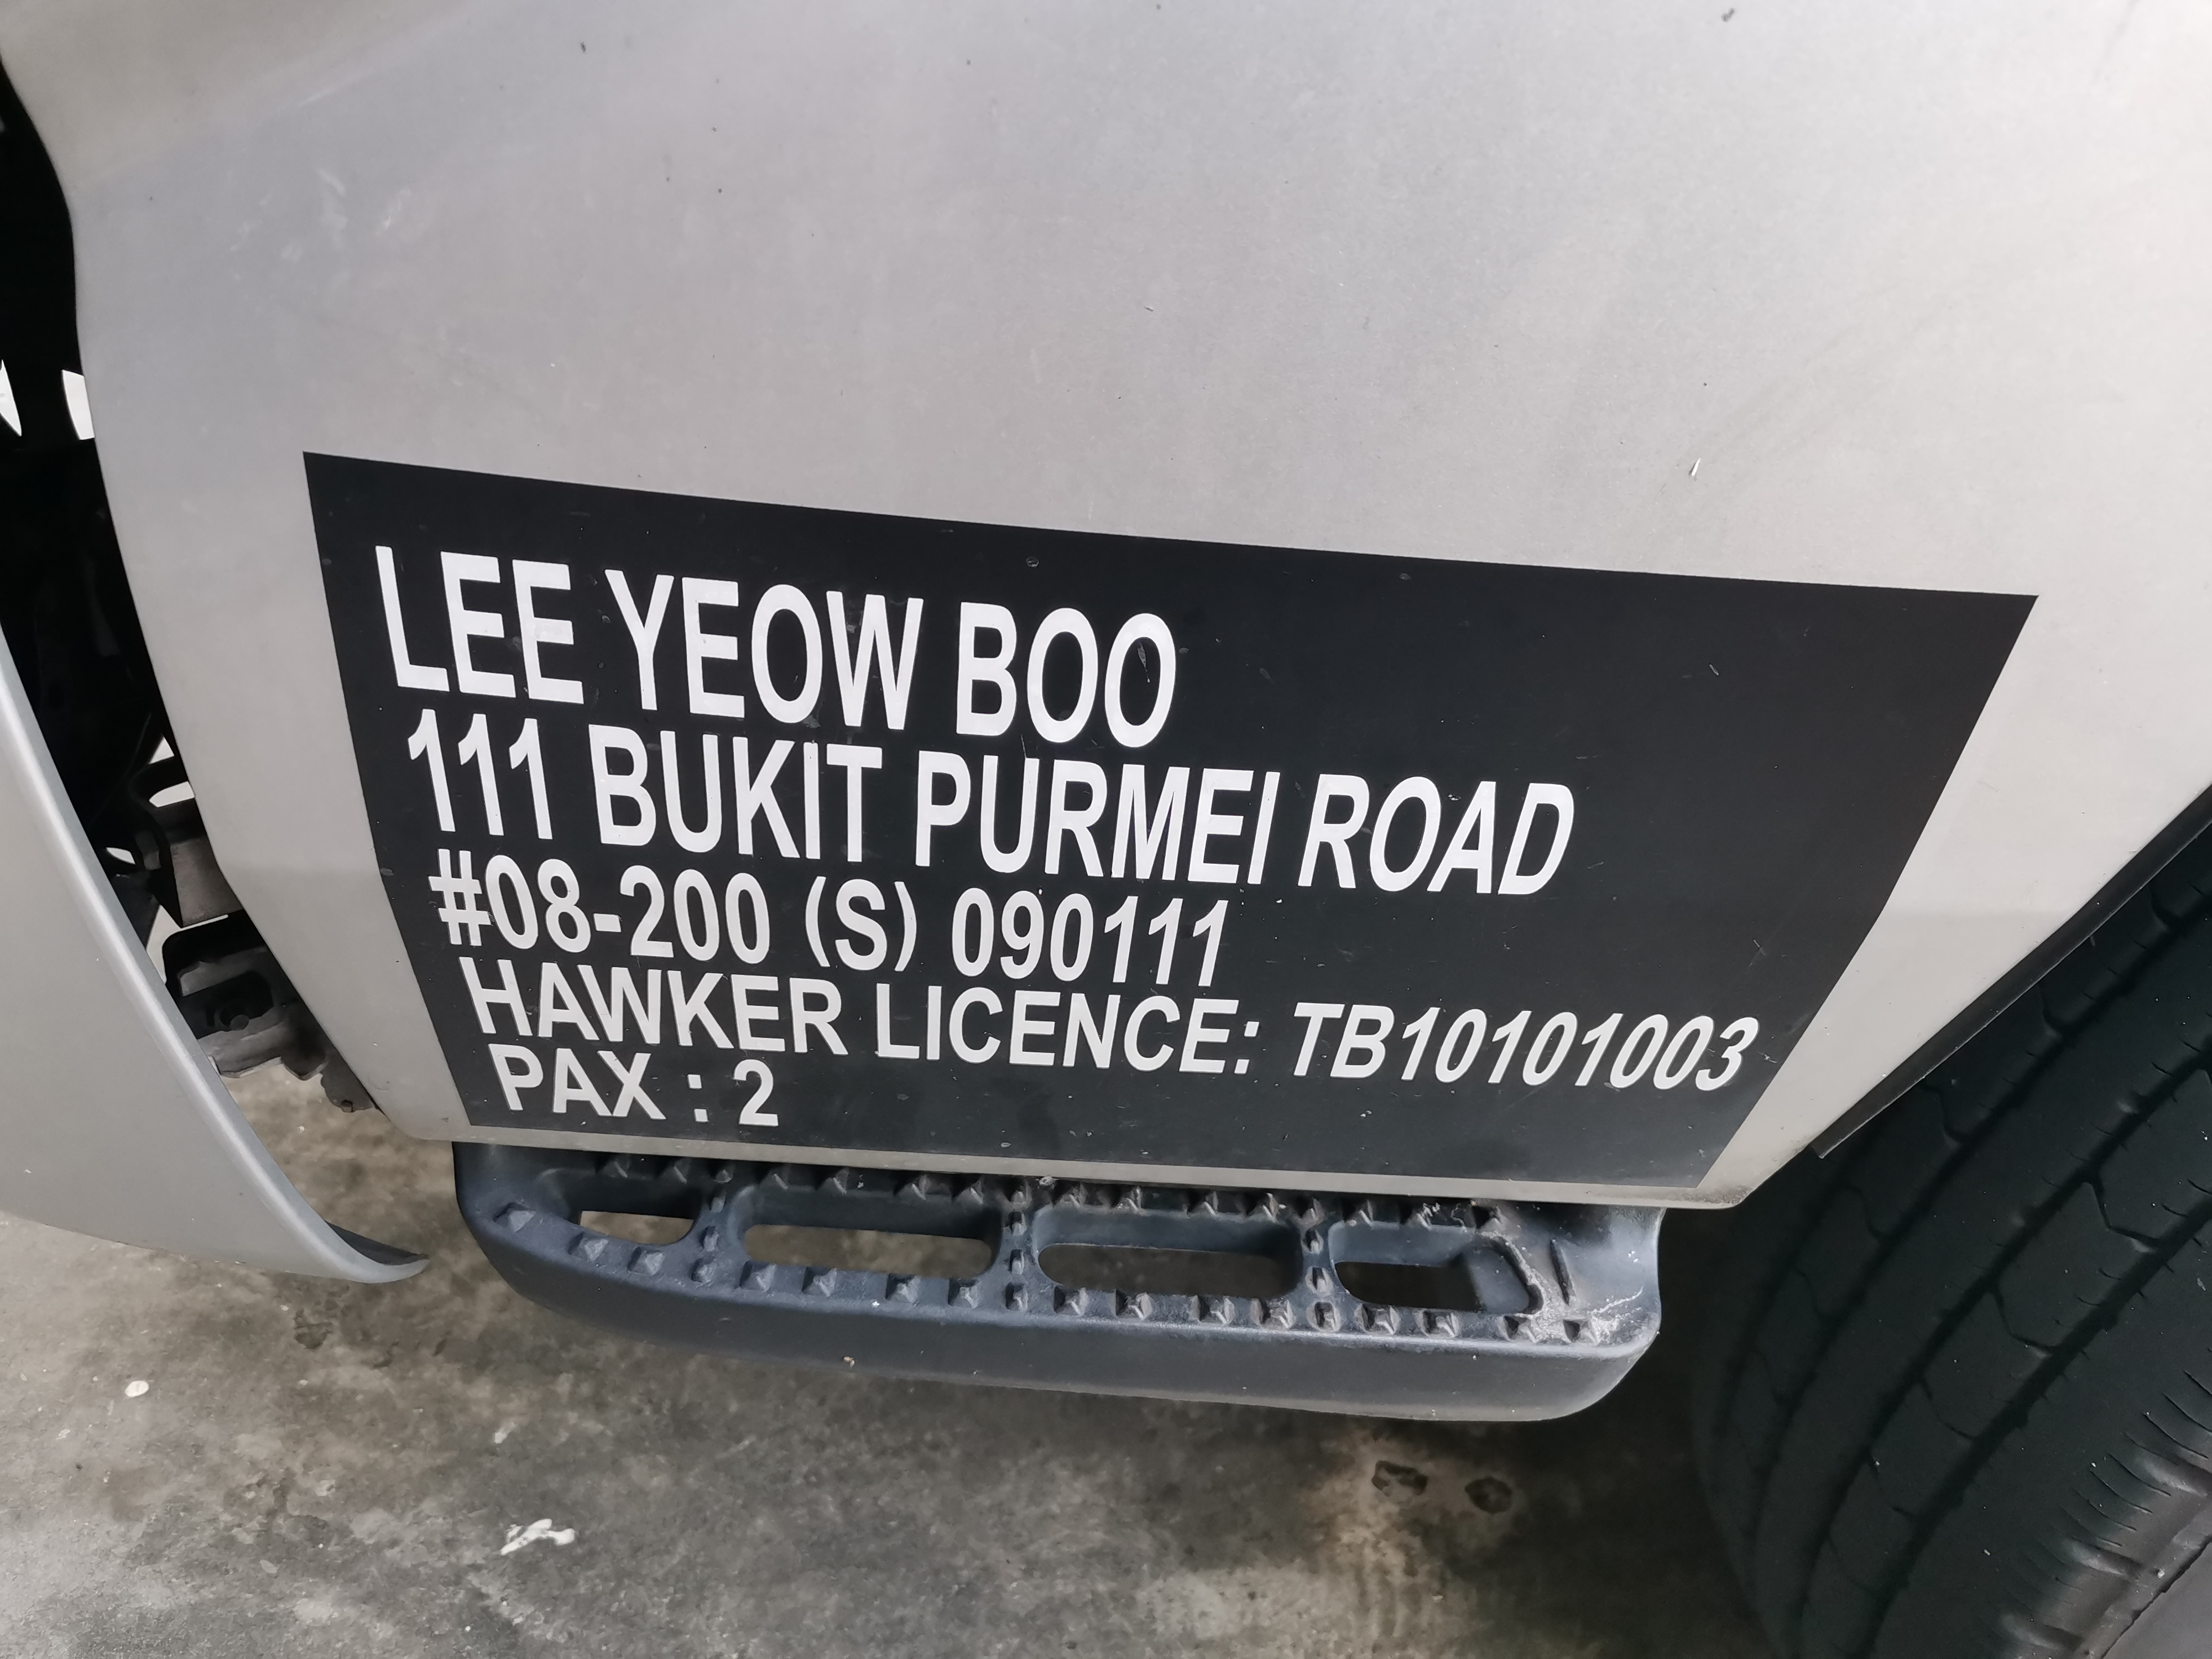 LEE YEOW BOO
111 BUKIT PURMEI ROAD
#08-200 (S) 090111
HAWKER LICENCE: TB10101003
PAX : 2